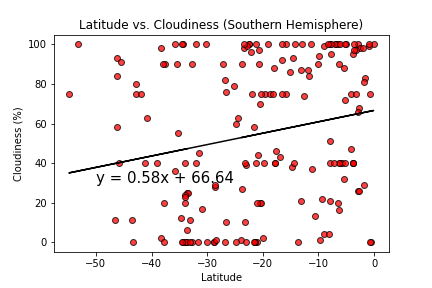 Latitude vs. Cloudiness (Southern Hemisphere)
100
80
60
40
20
0
Cloudiness (%)
y = 0.58x + 66.64
−50 −40 −30 −20 −10 0
Latitude